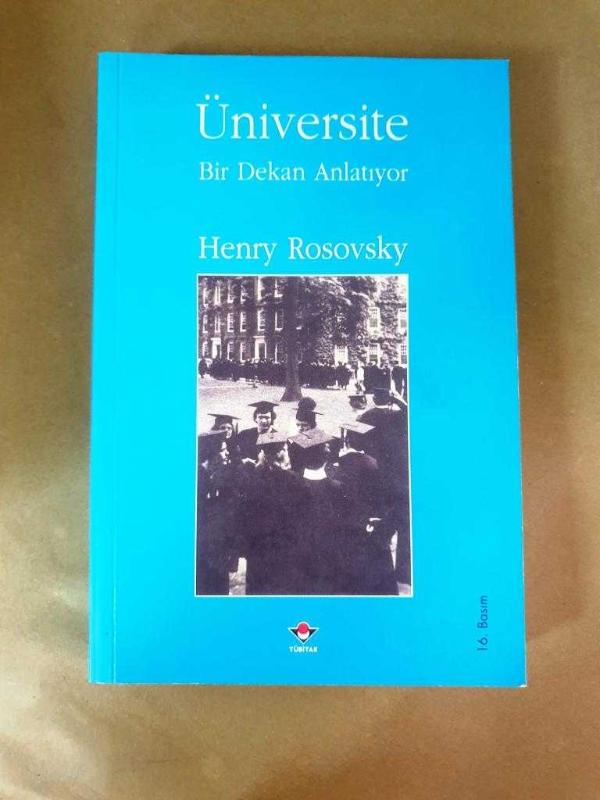 Üniversite
Bir Dekan Anlatıyor
Henry Rosovsky
TÜBİTAK
16. Basım